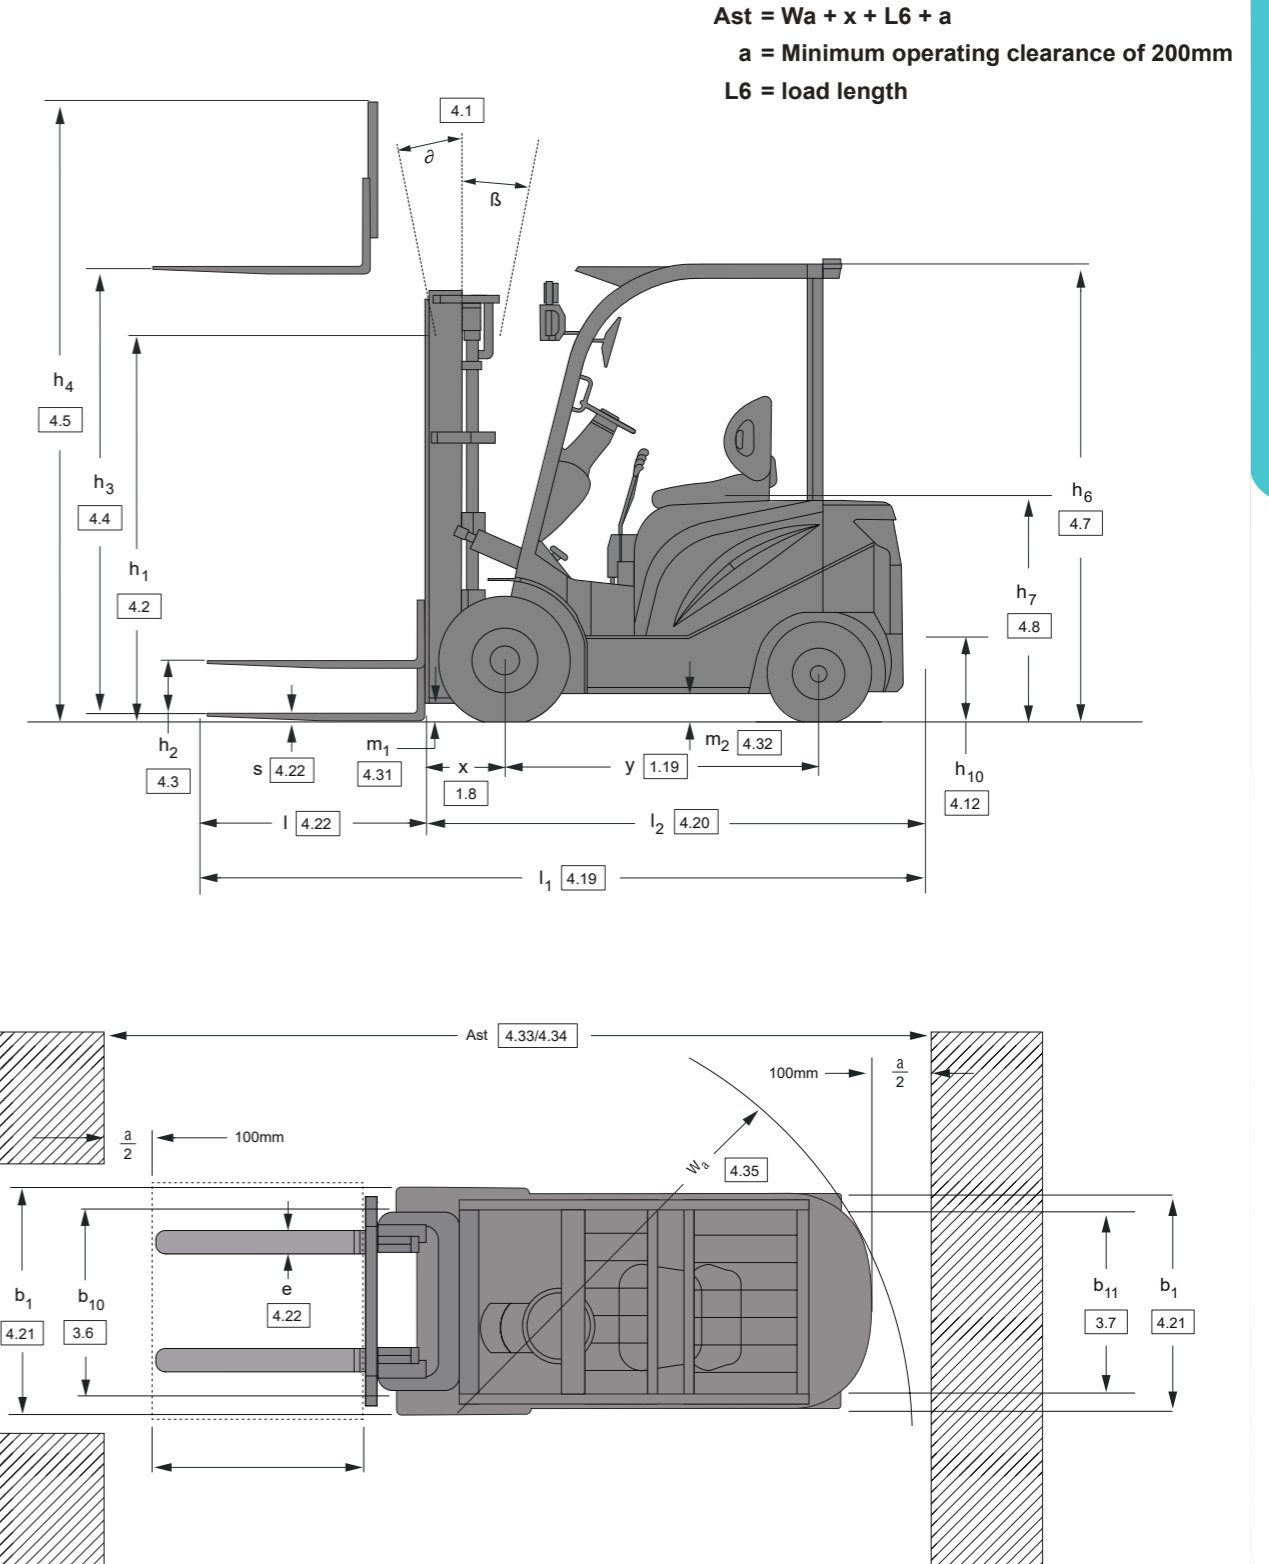 Ast = Wa + x + L6 + a
a = Minimum operating clearance of 200mm
L6 = load length
4.1
∂
ß
h4
4.5
h3
4.4
h1
4.2
h6
4.7
h7
4.8
h2
4.3
s 4.22
m1
4.31
x
1.8
y 1.19
m2 4.32
h10
4.12
l 4.22
l2 4.20
l1 4.19
Ast 4.33/4.34
100mm
a
2
a
2
100mm
Wa 4.35
b1
4.21
b10
3.6
e
4.22
b11
3.7
b1
4.21